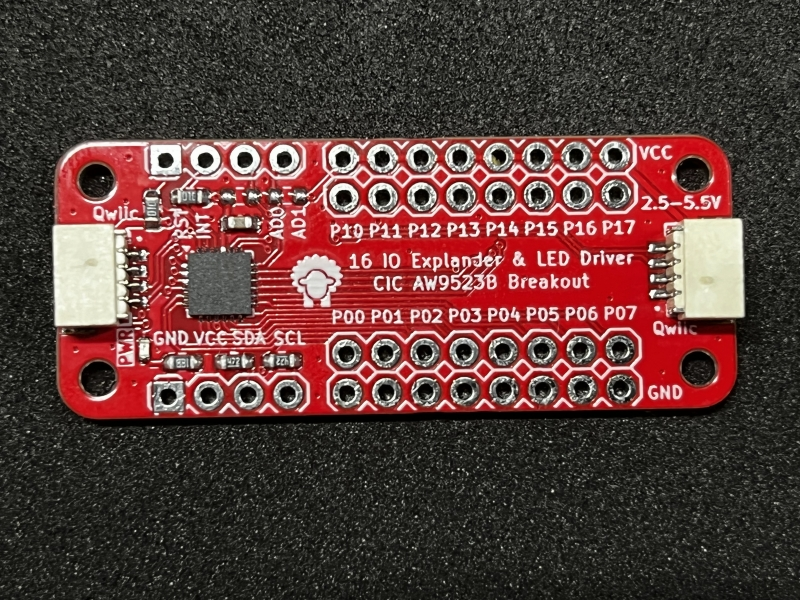 VCC
Qwiic
RST
INT
AD0
AD1
2.5-5.5V
P10 P11 P12 P13 P14 P15 P16 P17
16 IO Explander & LED Driver
CIC AW9523B Breakout
P00 P01 P02 P03 P04 P05 P06 P07
Qwiic
PWR
GND VCC SDA SCL
GND